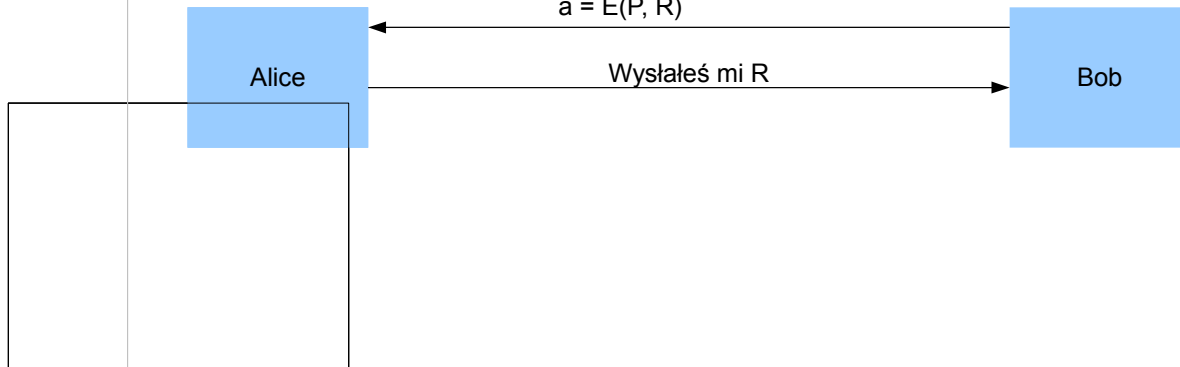 a = E(P, R)
Alice
Wysłałeś mi R
Bob